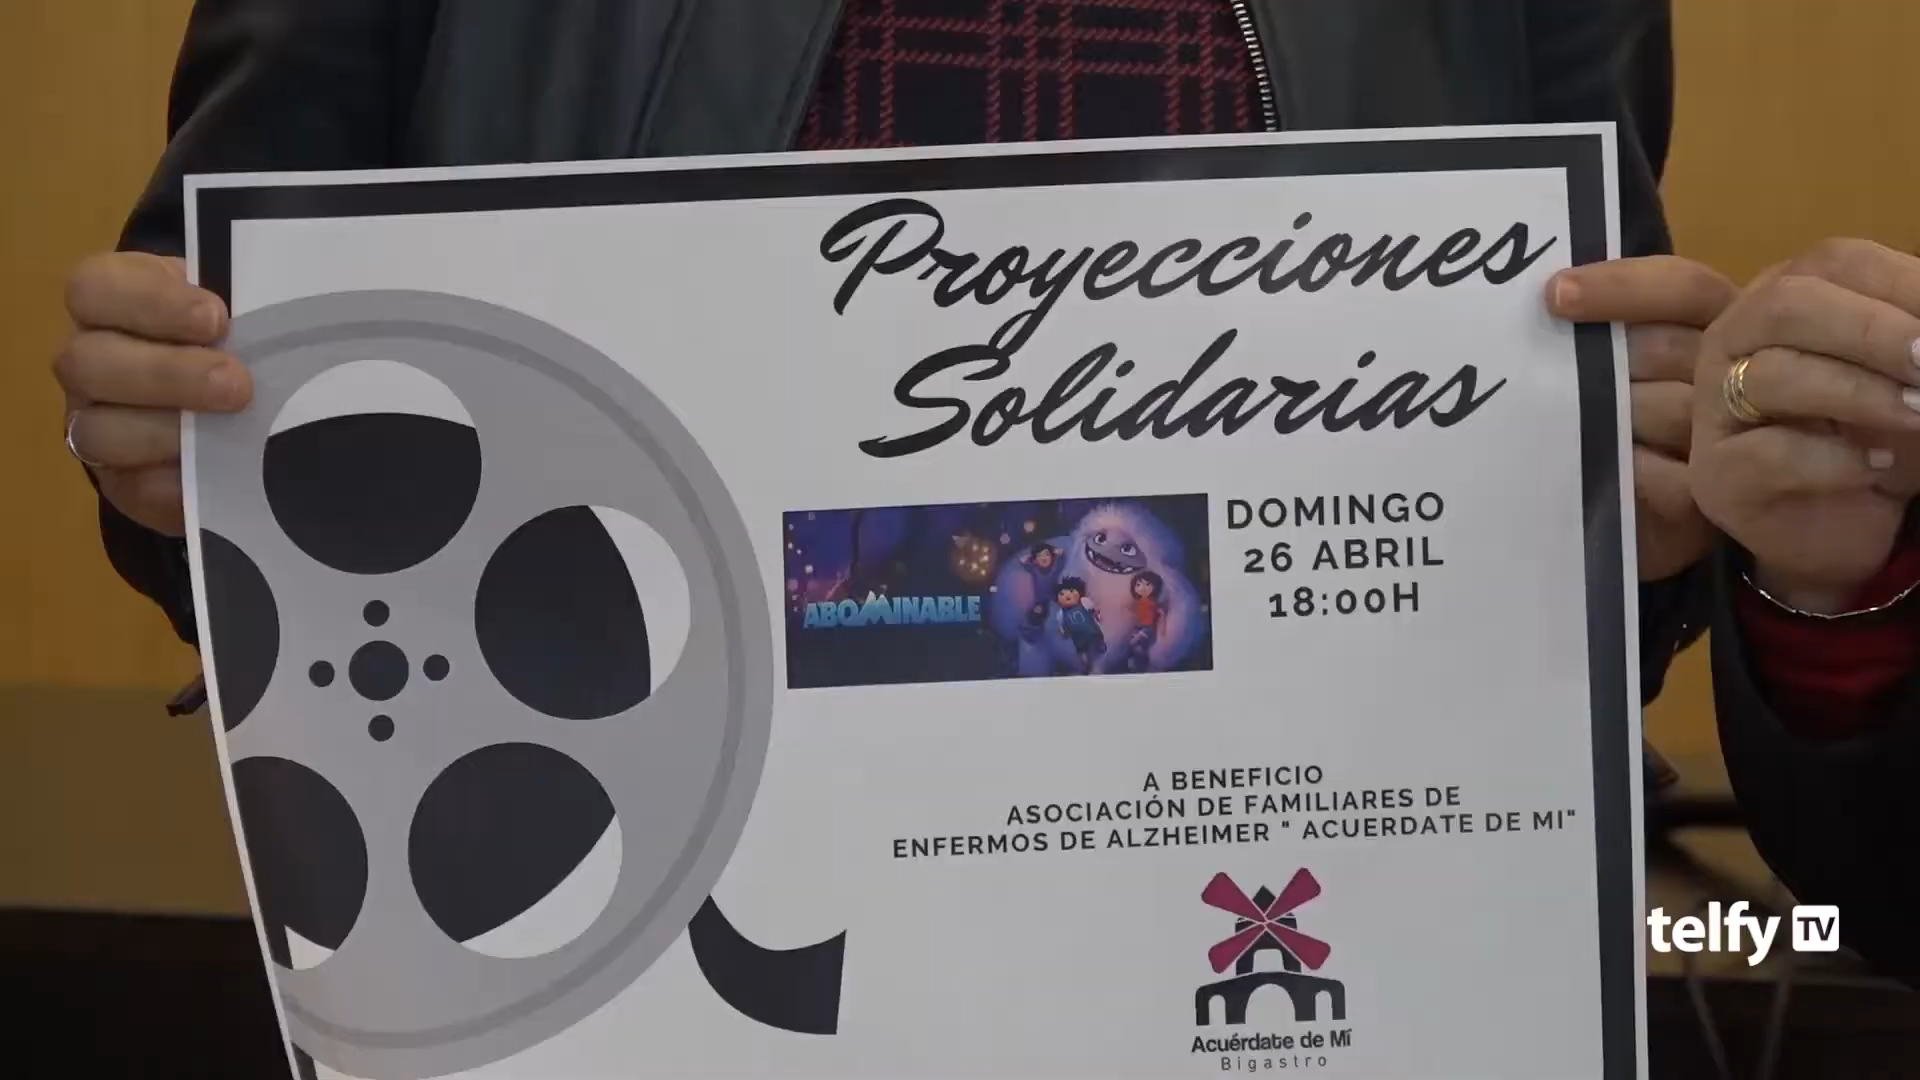 Proyecciones
Solidarias
ABOMINABLE
DOMINGO
26 ABRIL
18:00H
A BENEFICIO
ASOCIACIÓN DE FAMILIARES DE
ENFERMOS DE ALZHEIMER " ACUERDATE DE MI"
Acuérdate de Mí
Bigastro
telfy TV